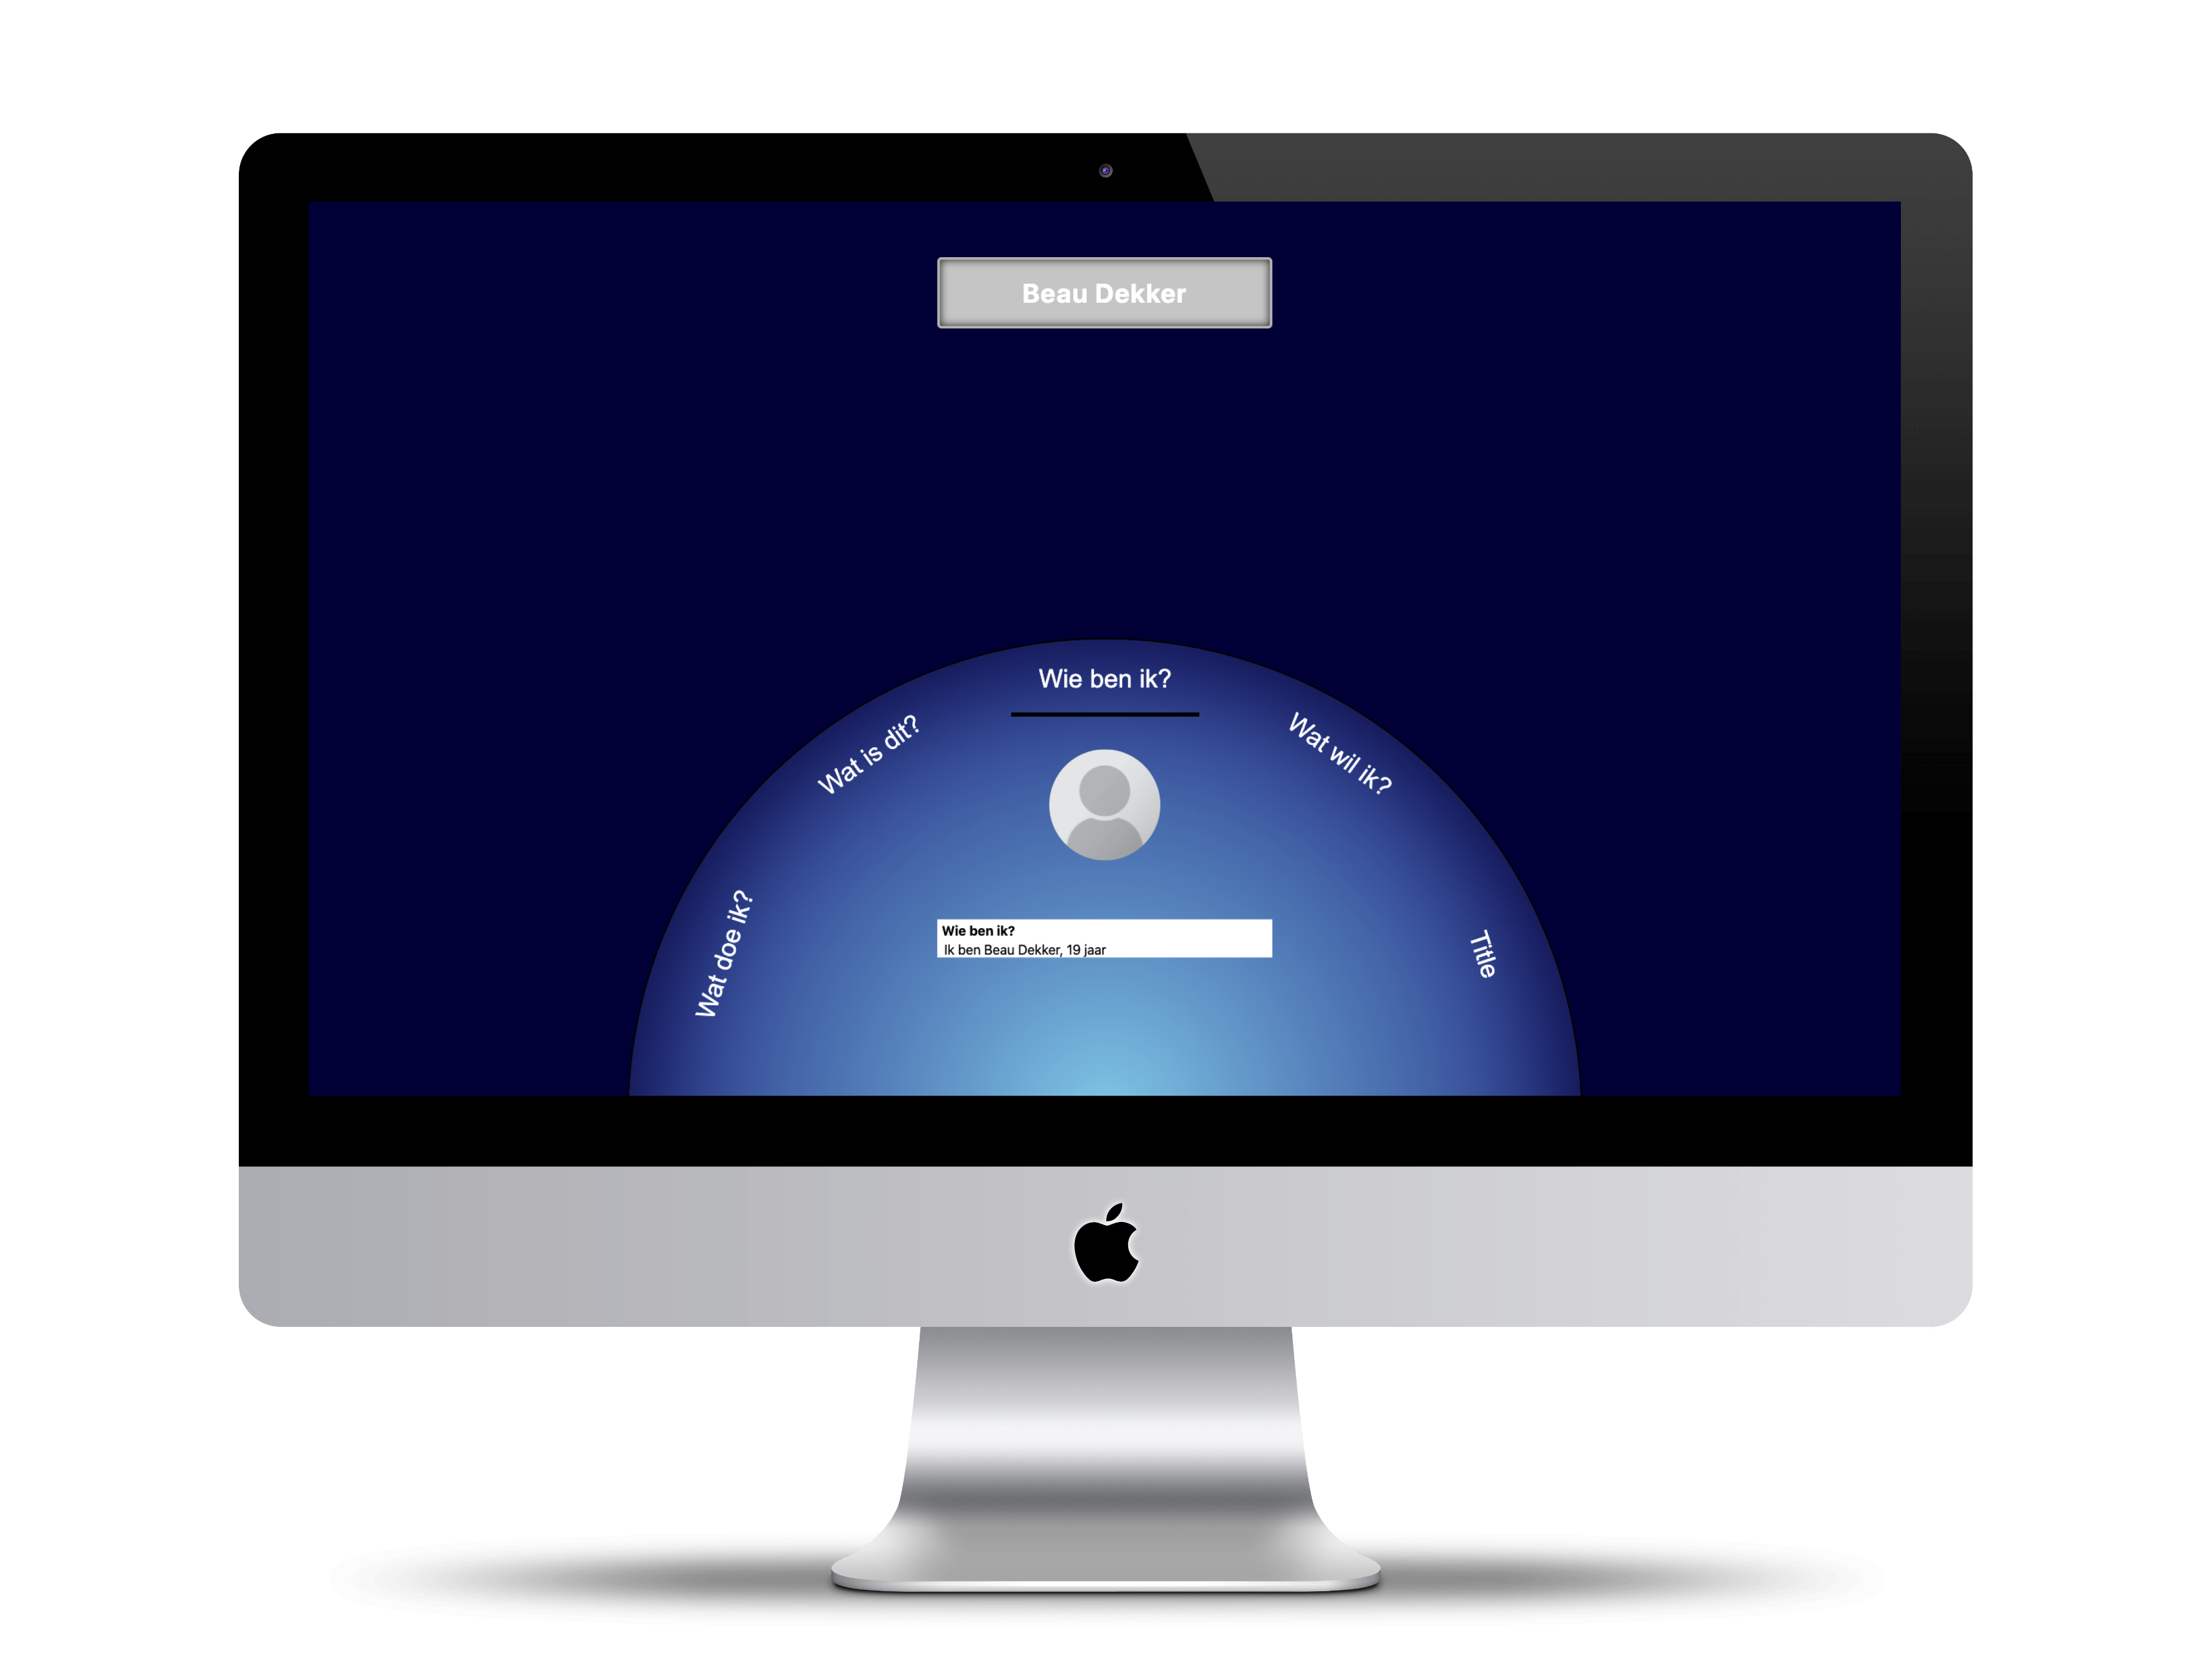 Beau Dekker
Wie ben ik?
Wat is dit?
Wat wil ik?
Wat doe ik?
Title
Wie ben ik?
Ik ben Beau Dekker, 19 jaar